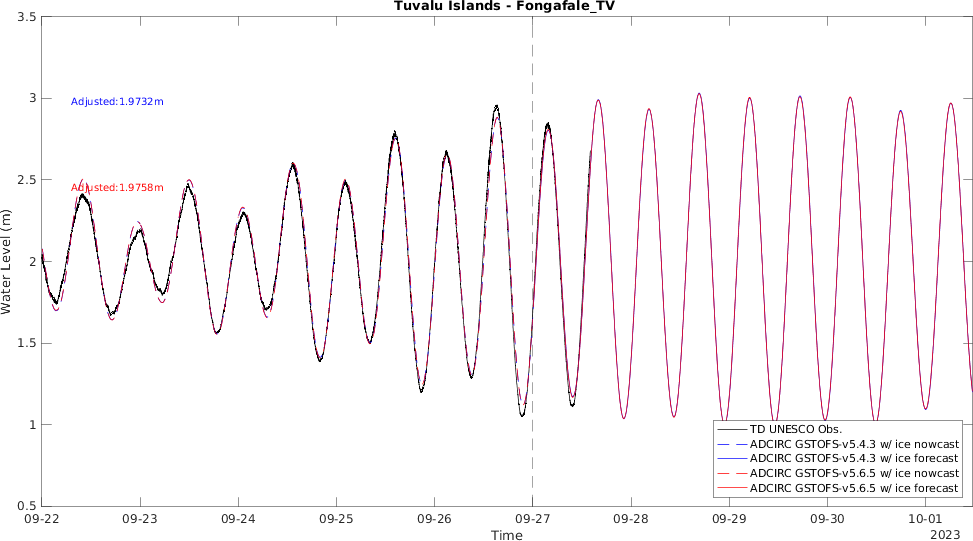 Tuvalu Islands - Fongafale_TV
3.5
3
2.5
2
1.5
1
0.5
Water Level (m)
Adjusted:1.9732m
Adjusted:1.9758m
TD UNESCO Obs.
ADCIRC GSTOFS-v5.4.3 w/ ice nowcast
ADCIRC GSTOFS-v5.4.3 w/ ice forecast
ADCIRC GSTOFS-v5.6.5 w/ ice nowcast
ADCIRC GSTOFS-v5.6.5 w/ ice forecast
09-22 09-23 09-24 09-25 09-26 09-27 09-28 09-29 09-30 10-01
2023
Time